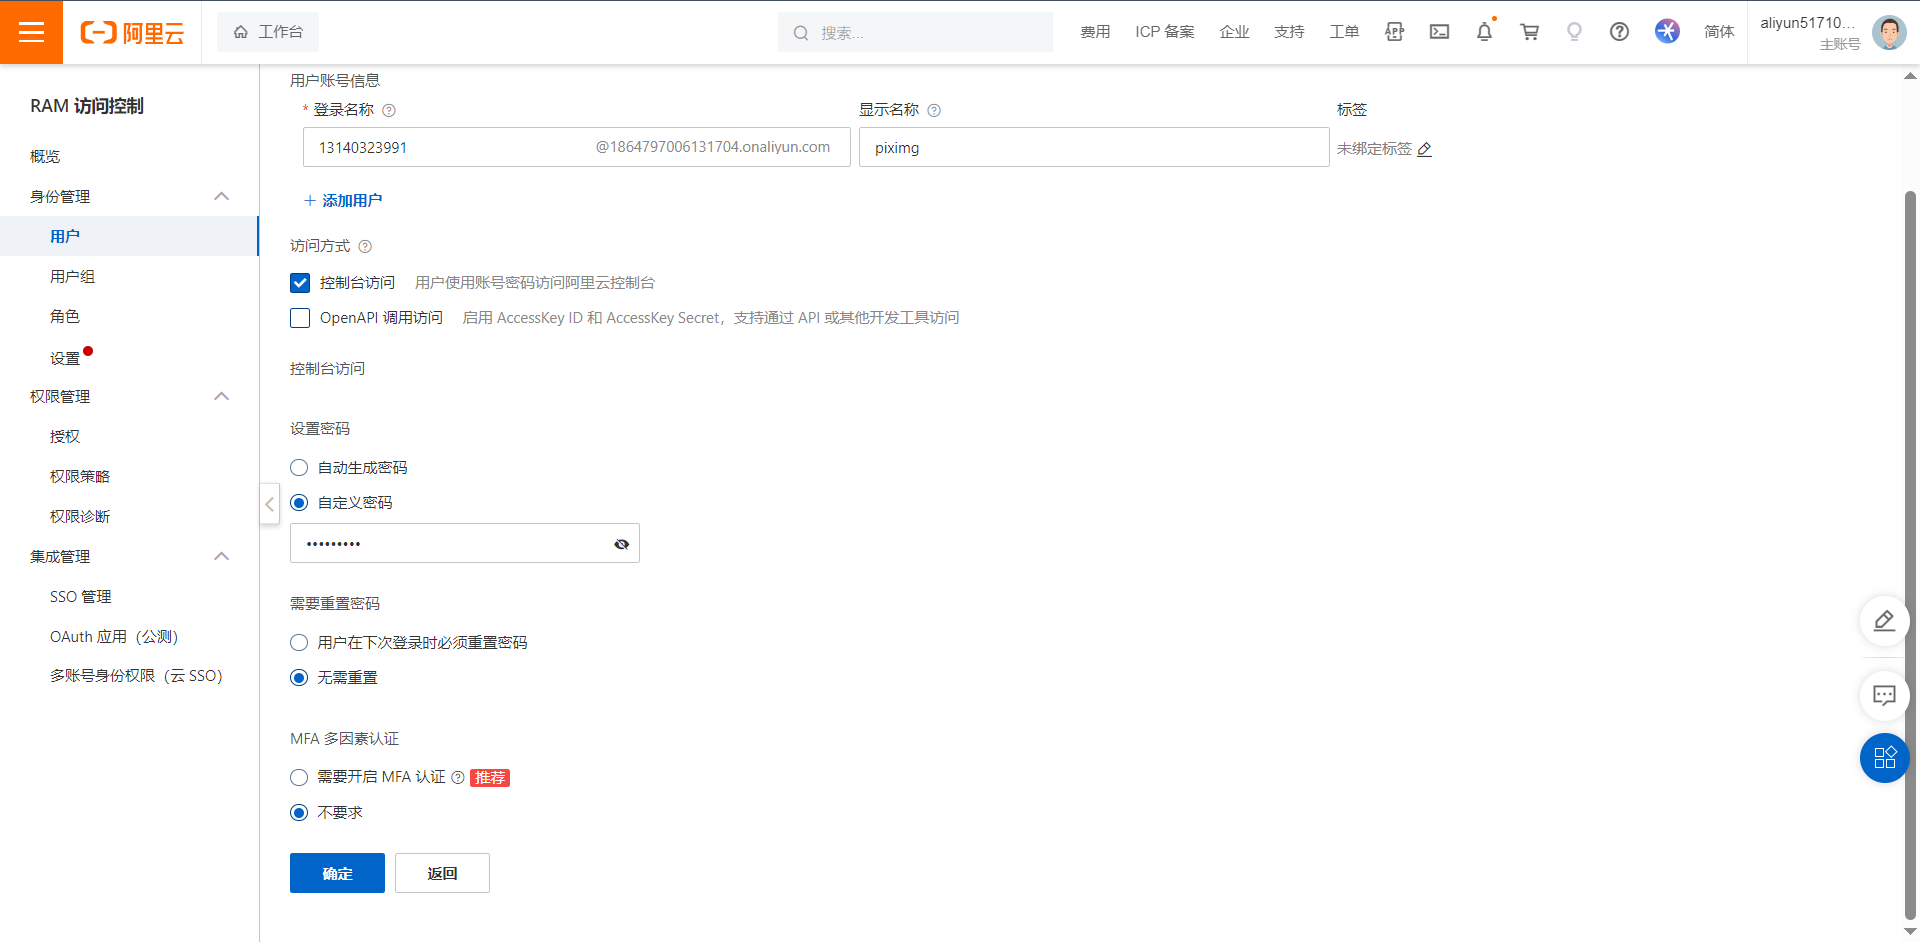 阿里云
工作台
搜索...
费用
ICP 备案
企业
支持
工单
APP
简体
aliyun51710...
主账号
RAM 访问控制
概览
身份管理
用户
用户组
角色
设置
权限管理
授权
权限策略
权限诊断
集成管理
SSO 管理
OAuth 应用（公测）
多账号身份权限（云 SSO）
用户账号信息
* 登录名称
显示名称
标签
13140323991 @1864797006131704.onaliyun.com
piximg
未绑定标签
+ 添加用户
访问方式
控制台访问 用户使用账号密码访问阿里云控制台
OpenAPI 调用访问 启用 AccessKey ID 和 AccessKey Secret，支持通过 API 或其他开发工具访问
控制台访问
设置密码
自动生成密码
自定义密码
•••••••••
需要重置密码
用户在下次登录时必须重置密码
无需重置
MFA 多因素认证
需要开启 MFA 认证 推荐
不要求
确定
返回